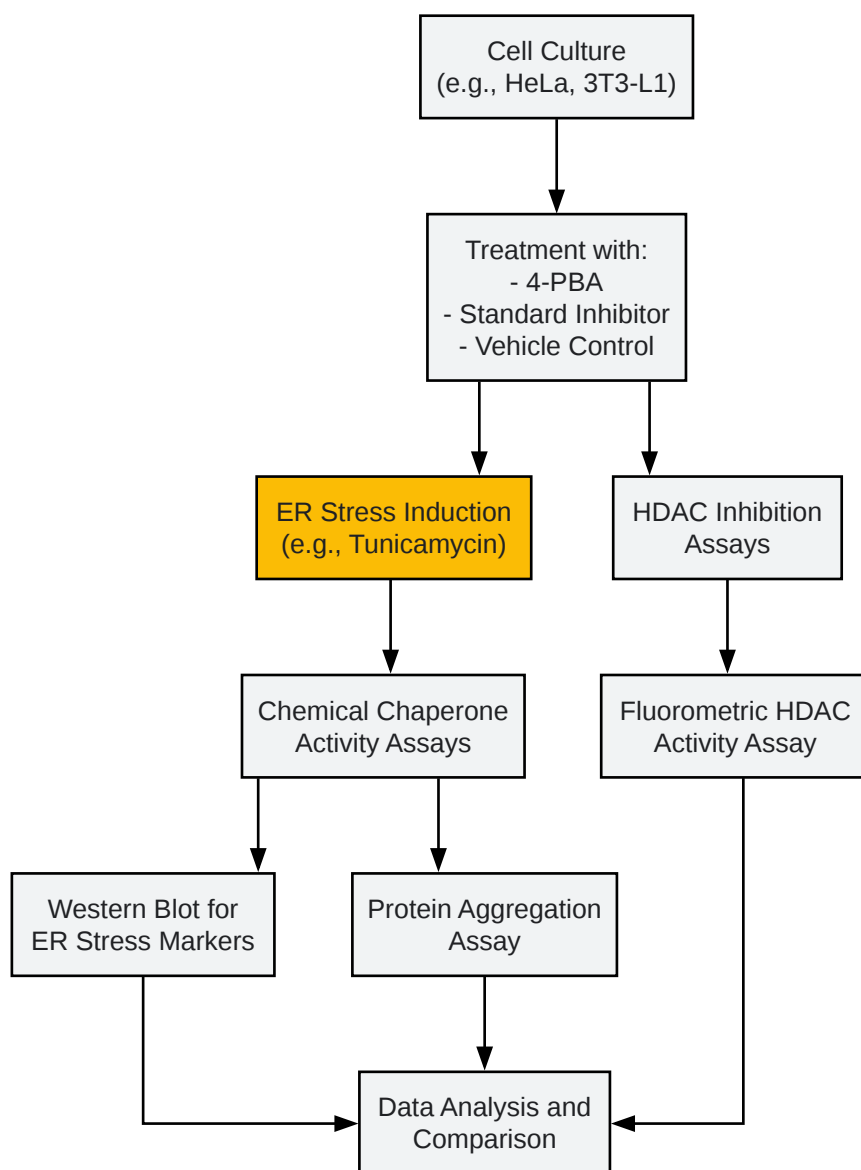 Cell Culture
(e.g., HeLa, 3T3-L1)
Treatment with:
- 4-PBA
- Standard Inhibitor
- Vehicle Control
ER Stress Induction
(e.g., Tunicamycin)
HDAC Inhibition
Assays
Chemical Chaperone
Activity Assays
Fluorometric HDAC
Activity Assay
Western Blot for
ER Stress Markers
Protein Aggregation
Assay
Data Analysis and
Comparison